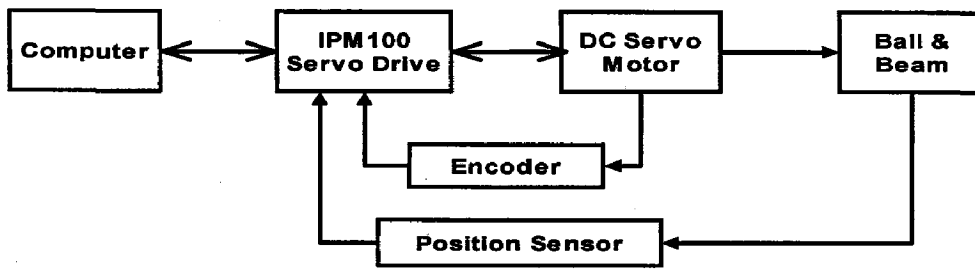 Computer
IPM100
Servo Drive
DC Servo
Motor
Ball &
Beam
Encoder
Position Sensor